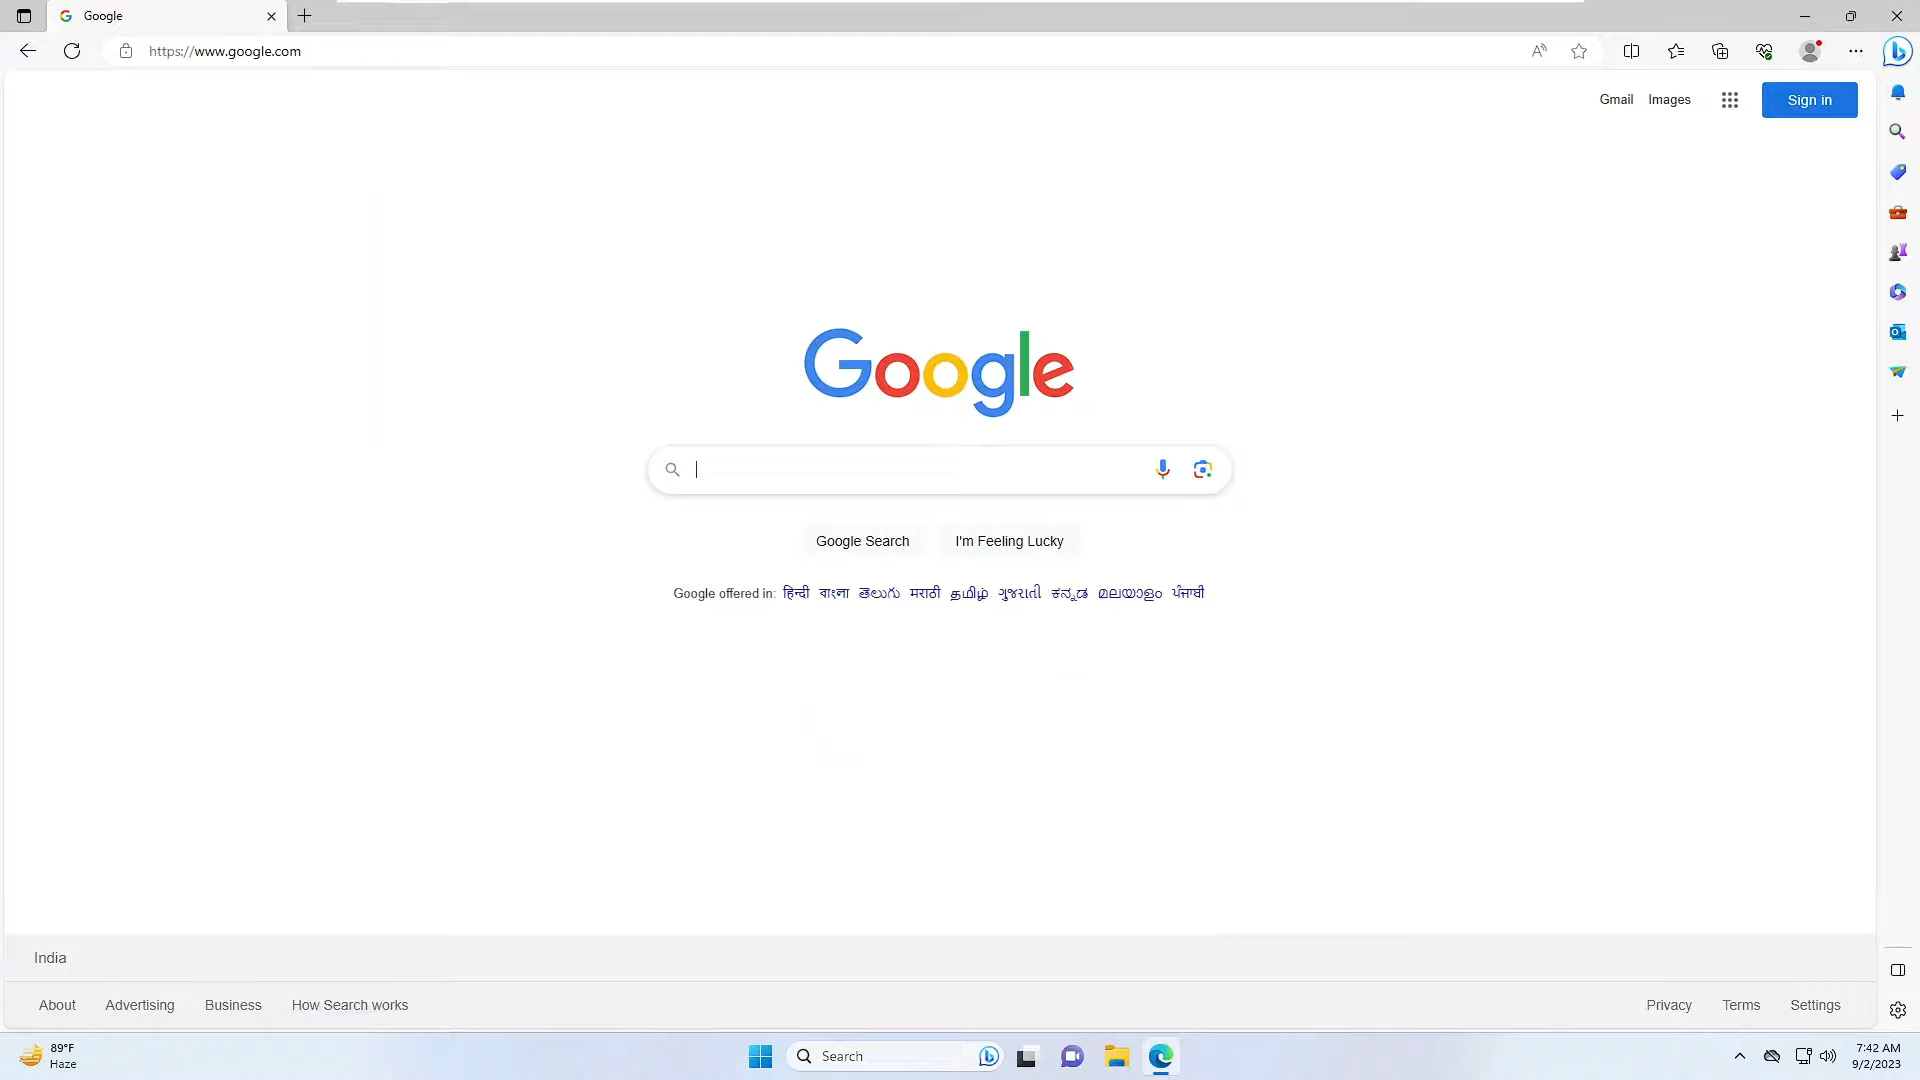 Google
https://www.google.com
Gmail Images Sign in
Google
Google Search I'm Feeling Lucky
Google offered in: हिन्दी বাংলা తెలుగు मराठी தமிழ் ગુજરાતી ಕನ್ನಡ മലയാളം ਪੰਜਾਬੀ
India
About Advertising Business How Search works Privacy Terms Settings
89°F
Haze
Search
7:42 AM
9/2/2023